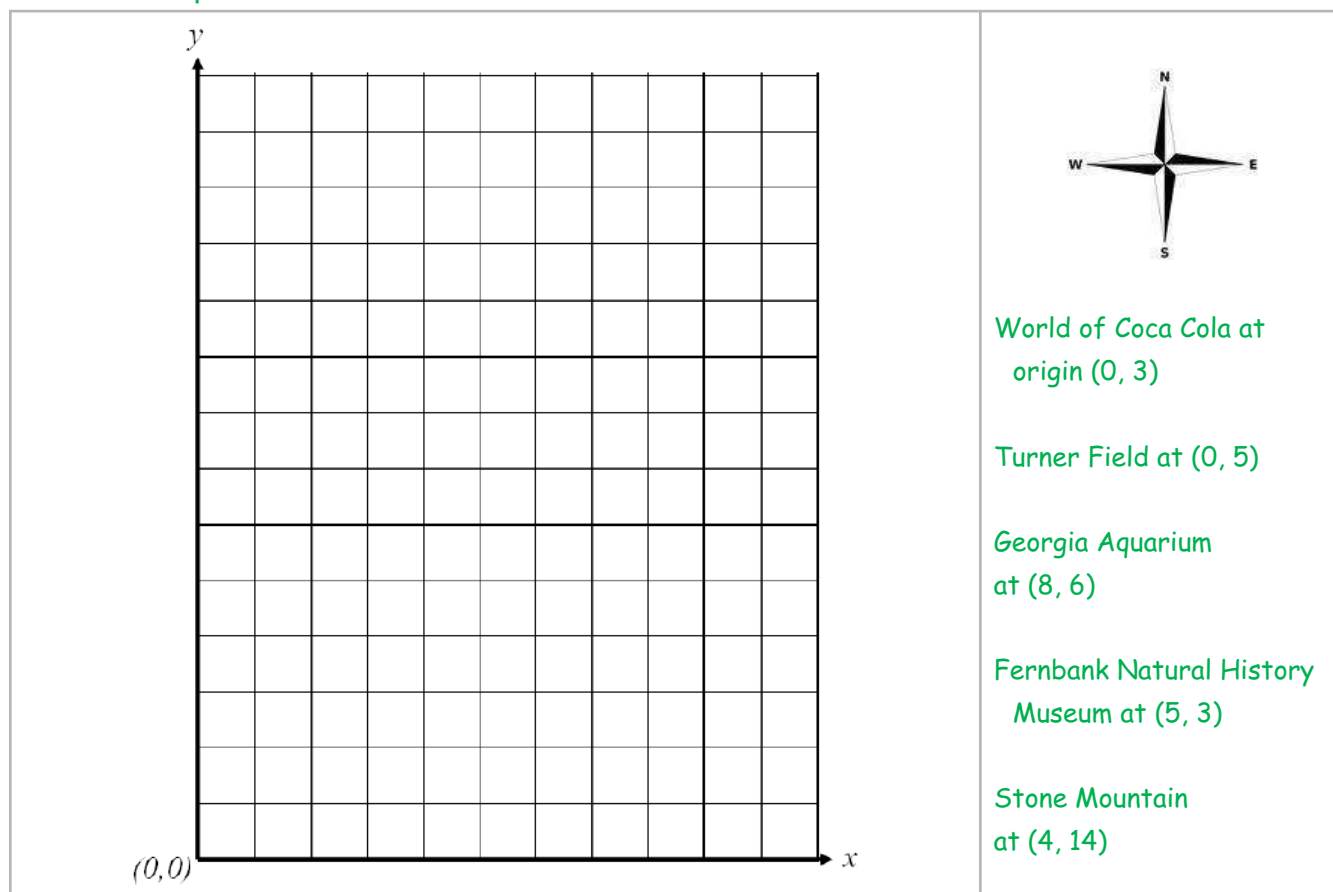 y
(0,0)
x
N
W
E
S
World of Coca Cola at
origin (0, 3)
Turner Field at (0, 5)
Georgia Aquarium
at (8, 6)
Fernbank Natural History
Museum at (5, 3)
Stone Mountain
at (4, 14)